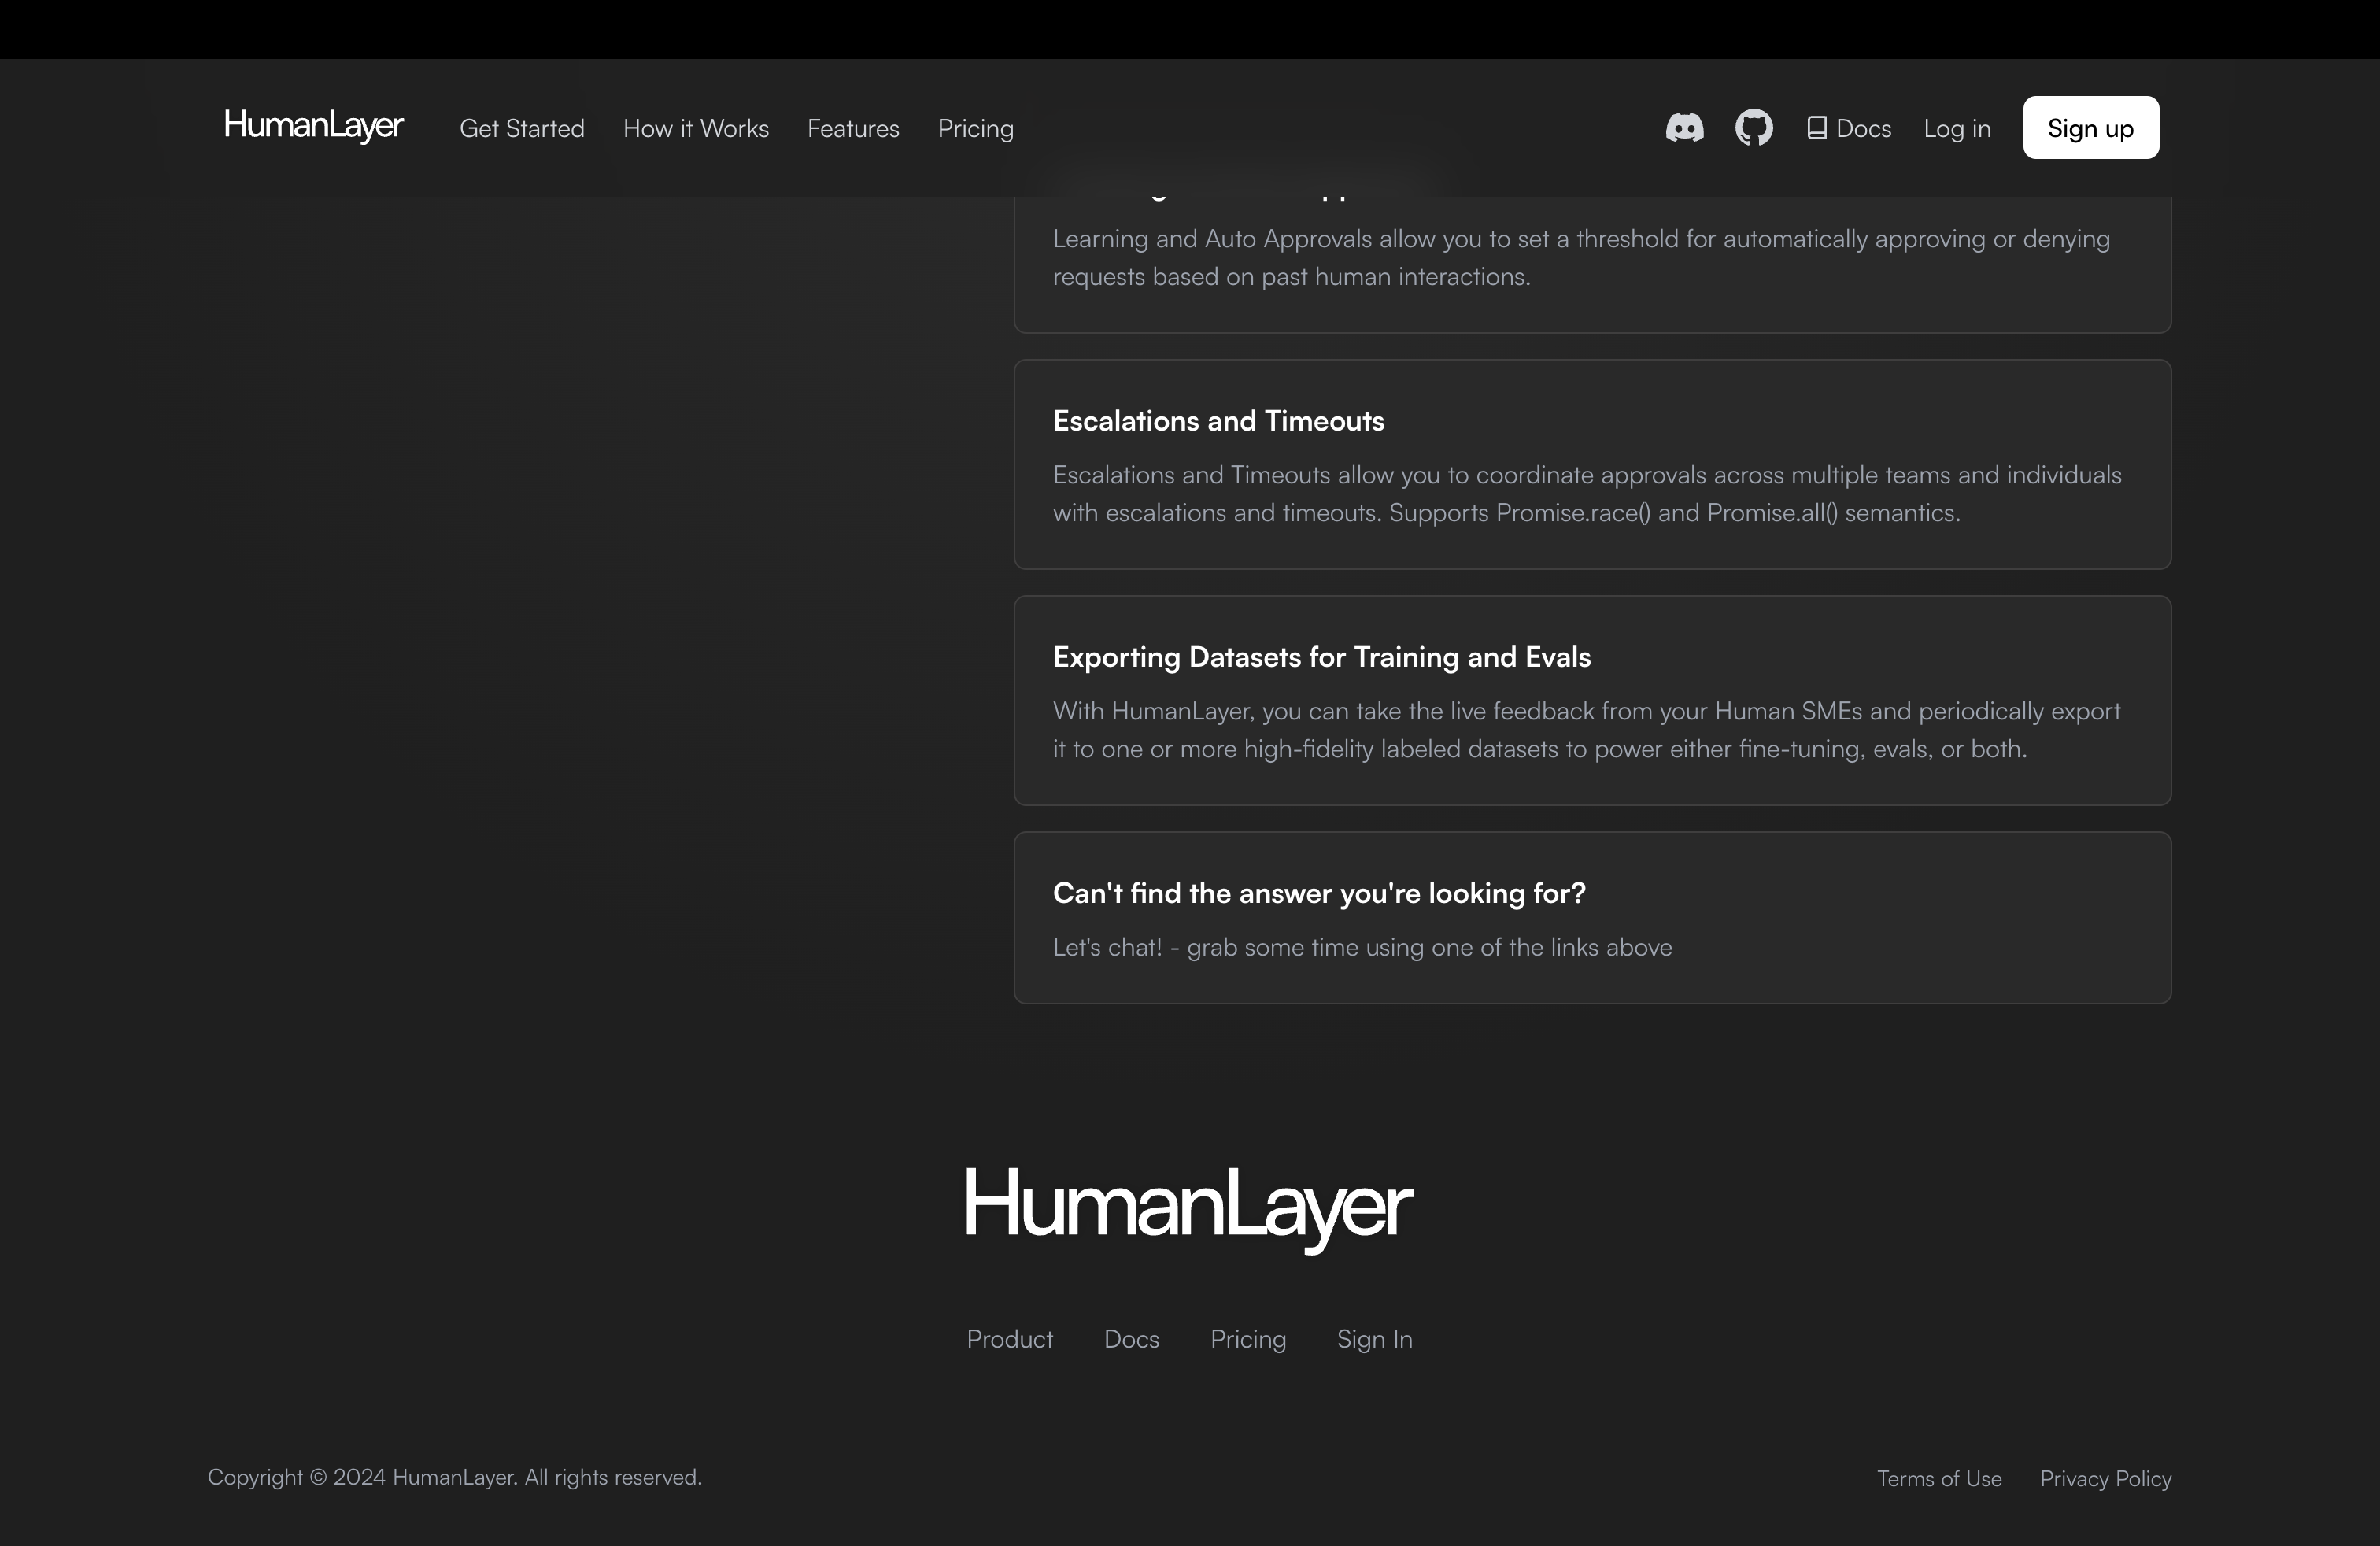 HumanLayer Get Started How it Works Features Pricing Docs Log in Sign up
Learning and Auto Approvals allow you to set a threshold for automatically approving or denying
requests based on past human interactions.
Escalations and Timeouts
Escalations and Timeouts allow you to coordinate approvals across multiple teams and individuals
with escalations and timeouts. Supports Promise.race() and Promise.all() semantics.
Exporting Datasets for Training and Evals
With HumanLayer, you can take the live feedback from your Human SMEs and periodically export
it to one or more high-fidelity labeled datasets to power either fine-tuning, evals, or both.
Can't find the answer you're looking for?
Let's chat! - grab some time using one of the links above
HumanLayer
Product Docs Pricing Sign In
Copyright © 2024 HumanLayer. All rights reserved. Terms of Use Privacy Policy